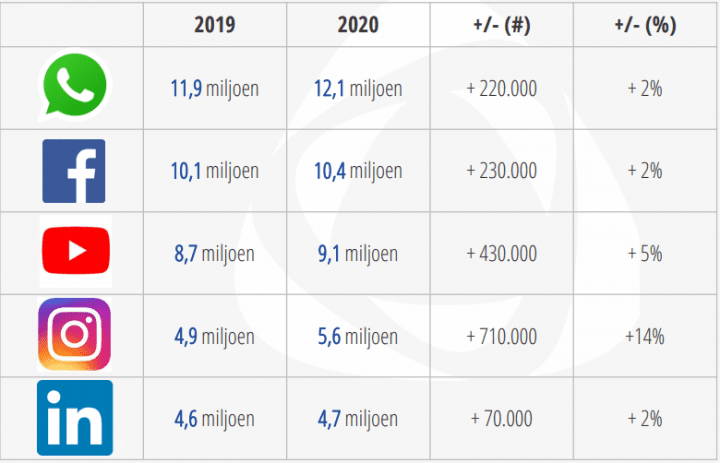 2019 2020 +/- (#) +/- (%)
11,9 miljoen 12,1 miljoen + 220.000 + 2%
10,1 miljoen 10,4 miljoen + 230.000 + 2%
8,7 miljoen 9,1 miljoen + 430.000 + 5%
4,9 miljoen 5,6 miljoen + 710.000 +14%
in 4,6 miljoen 4,7 miljoen + 70.000 + 2%